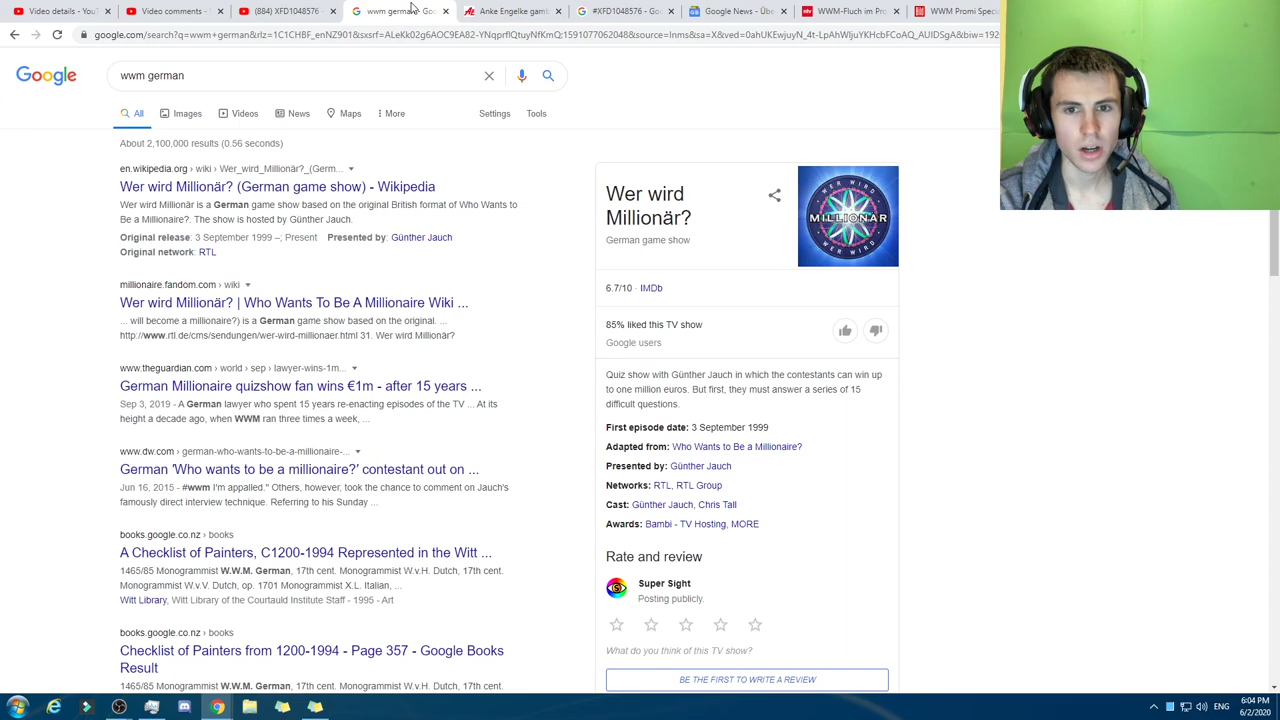 Video details - YouT
Video comments -
(884) XFD1048576 -
wwm german - Goo
Anke Engelke gam
#XFD1048576 - Go
Google News - Übe
WWM-Fluch im Pro
WWM Promi Spec
google.com/search?q=wwm+german&rlz=1C1CHBF_enNZ901&sxsrf=ALeKk02g6AOC9EA82-YNqprflQtuyNfKmQ:1591077062048&source=lnms&sa=X&ved=0ahUKEwjuyN_4t-LpAhWljuYKHcbFCoAQ_AUIDSgA&biw=192
Google
wwm german
All
Images
Videos
News
Maps
More
Settings
Tools
About 2,100,000 results (0.56 seconds)
en.wikipedia.org › wiki › Wer_wird_Millionär?_(Germ...
Wer wird Millionär? (German game show) - Wikipedia
Wer wird Millionär is a German game show based on the original British format of Who Wants to
Be a Millionaire?. The show is hosted by Günther Jauch.
Original release: 3 September 1999 –; Present Presented by: Günther Jauch
Original network: RTL
millionaire.fandom.com › wiki
Wer wird Millionär? | Who Wants To Be A Millionaire Wiki ...
... will become a millionaire?) is a German game show based on the original. ...
http://www.rtl.de/cms/sendungen/wer-wird-millionaer.html 31. Wer wird Millionär?
www.theguardian.com › world › sep › lawyer-wins-1m...
German Millionaire quizshow fan wins €1m - after 15 years ...
Sep 3, 2019 - A German lawyer who spent 15 years re-enacting episodes of the TV ... At its
height a decade ago, when WWM ran three times a week, ...
www.dw.com › german-who-wants-to-be-a-millionaire-...
German 'Who wants to be a millionaire?' contestant out on ...
Jun 16, 2015 - #wwm I'm appalled." Others, however, took the chance to comment on Jauch's
famously direct interview technique. Referring to his Sunday ...
books.google.co.nz › books
A Checklist of Painters, C1200-1994 Represented in the Witt ...
1465/85 Monogrammist W.W.M. German, 17th cent. Monogrammist W.v.H. Dutch, 17th cent.
Monogrammist W.v.V. Dutch, op. 1701 Monogrammist X.L. Italian, ...
Witt Library, Witt Library of the Courtauld Institute Staff - 1995 - Art
books.google.co.nz › books
Checklist of Painters from 1200-1994 - Page 357 - Google Books
Result
1465/85 Monogrammist W.W.M. German, 17th cent. Monogrammist W.v.H. Dutch, 17th cent.
Wer wird
Millionär?
German game show
WER WIRD
MILLIONÄR
WER WIRD
6.7/10 · IMDb
85% liked this TV show
Google users
Quiz show with Günther Jauch in which the contestants can win up
to one million euros. But first, they must answer a series of 15
difficult questions.
First episode date: 3 September 1999
Adapted from: Who Wants to Be a Millionaire?
Presented by: Günther Jauch
Networks: RTL, RTL Group
Cast: Günther Jauch, Chris Tall
Awards: Bambi - TV Hosting, MORE
Rate and review
Super Sight
Posting publicly.
What do you think of this TV show?
BE THE FIRST TO WRITE A REVIEW
ENG
6:04 PM
6/2/2020